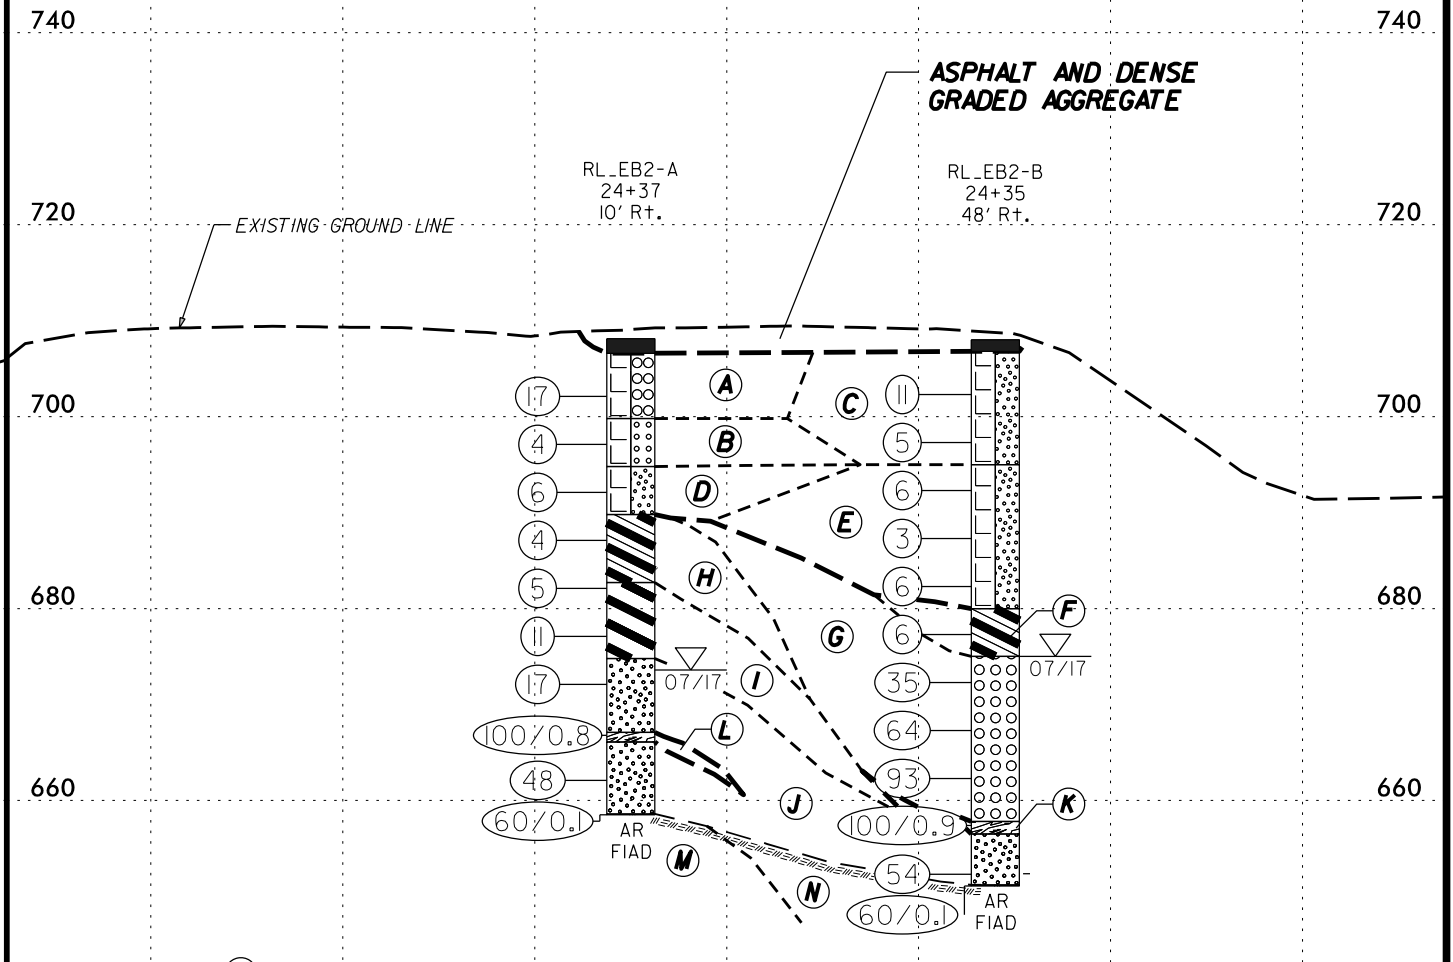 740
740
ASPHALT AND DENSE
GRADED AGGREGATE
RL_EB2-A
24+37
10' Rt.
RL_EB2-B
24+35
48' Rt.
720
720
EXISTING GROUND LINE
700
700
A
C
17
11
B
4
5
D
6
6
E
4
3
H
5
6
F
680
680
G
11
6
07/17
07/17
I
17
35
L
100/0.8
64
48
93
660
660
J
K
60/0.1
100/0.9
AR
FIAD
M
N
54
60/0.1
AR
FIAD